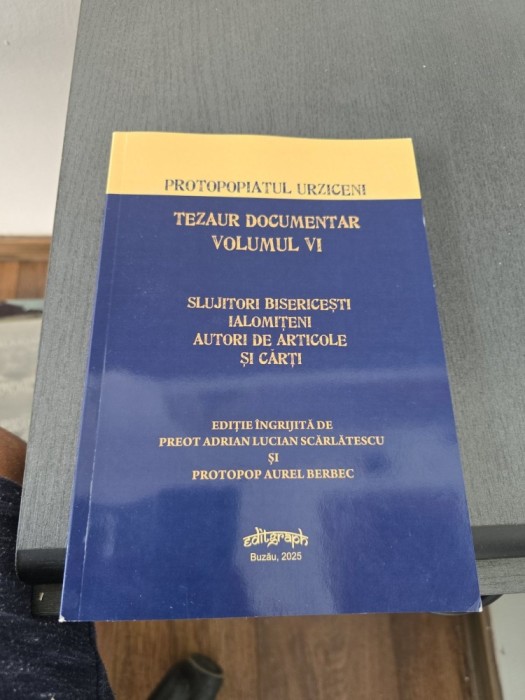 PROTOPOPIATUL URZICENI
TEZAUR DOCUMENTAR
VOLUMUL VI
SLUJITORI BISERICEȘTI
IALOMIȚENI
AUTORI DE ARTICOLE
ȘI CĂRȚI
EDIȚIE ÎNGRIJITĂ DE
PREOT ADRIAN LUCIAN SCĂRLĂTESCU
ȘI
PROTOPOP AUREL BERBEC
editgraph
Buzău, 2025